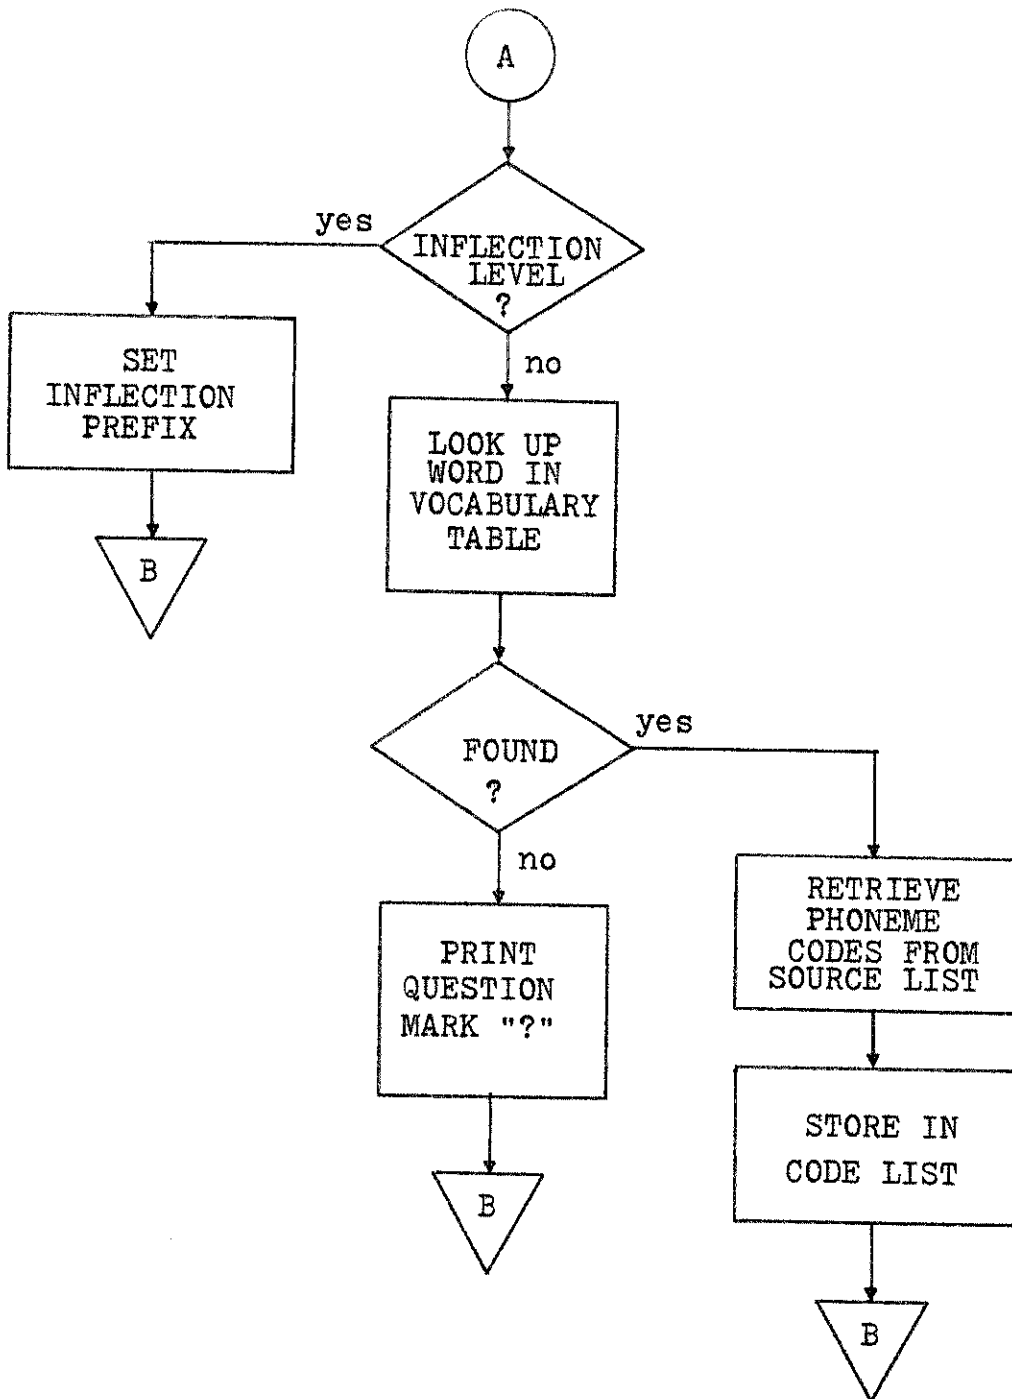 A
yes
INFLECTION
LEVEL
?
SET
INFLECTION
PREFIX
no
LOOK UP
WORD IN
VOCABULARY
TABLE
B
yes
FOUND
?
no
RETRIEVE
PHONEME
CODES FROM
SOURCE LIST
PRINT
QUESTION
MARK "?"
STORE IN
CODE LIST
B
B